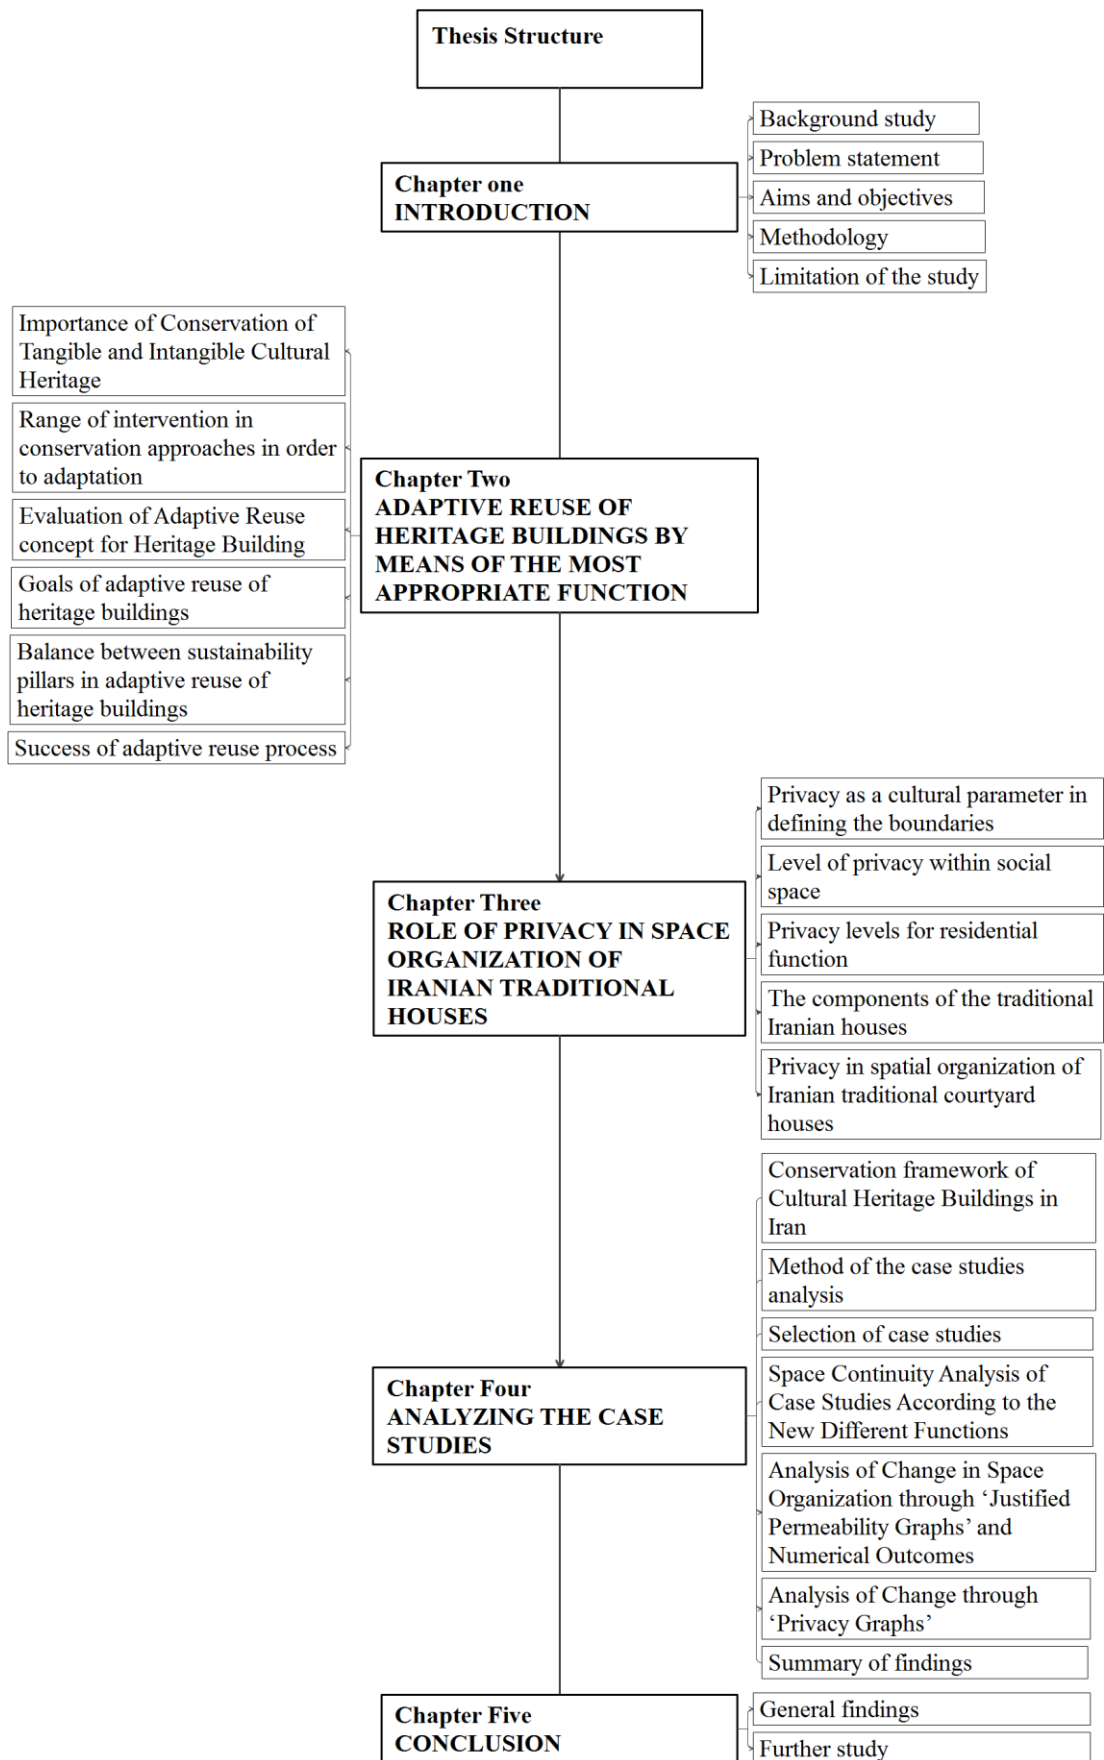 Thesis Structure
Chapter one
INTRODUCTION
Background study
Problem statement
Aims and objectives
Methodology
Limitation of the study
Importance of Conservation of
Tangible and Intangible Cultural
Heritage
Range of intervention in
conservation approaches in order
to adaptation
Evaluation of Adaptive Reuse
concept for Heritage Building
Goals of adaptive reuse of
heritage buildings
Balance between sustainability
pillars in adaptive reuse of
heritage buildings
Success of adaptive reuse process
Chapter Two
ADAPTIVE REUSE OF
HERITAGE BUILDINGS BY
MEANS OF THE MOST
APPROPRIATE FUNCTION
Chapter Three
ROLE OF PRIVACY IN SPACE
ORGANIZATION OF
IRANIAN TRADITIONAL
HOUSES
Privacy as a cultural parameter in
defining the boundaries
Level of privacy within social
space
Privacy levels for residential
function
The components of the traditional
Iranian houses
Privacy in spatial organization of
Iranian traditional courtyard
houses
Chapter Four
ANALYZING THE CASE
STUDIES
Conservation framework of
Cultural Heritage Buildings in
Iran
Method of the case studies
analysis
Selection of case studies
Space Continuity Analysis of
Case Studies According to the
New Different Functions
Analysis of Change in Space
Organization through ‘Justified
Permeability Graphs’ and
Numerical Outcomes
Analysis of Change through
‘Privacy Graphs’
Summary of findings
Chapter Five
CONCLUSION
General findings
Further study